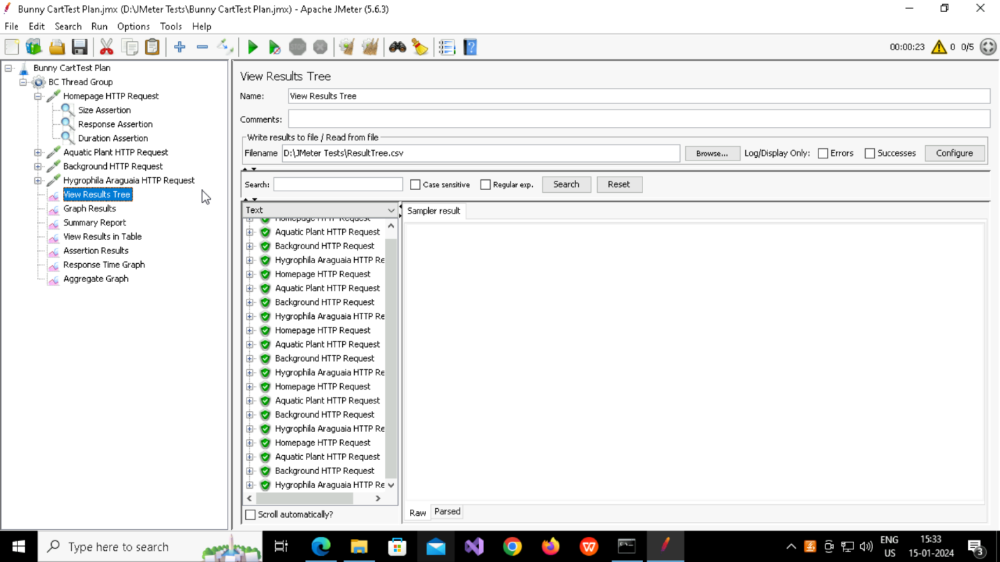 Bunny CartTest Plan.jmx (D:\JMeter Tests\Bunny CartTest Plan.jmx) - Apache JMeter (5.6.3)
File Edit Search Run Options Tools Help
STOP
00:00:23 0 0/5
Bunny CartTest Plan
BC Thread Group
Homepage HTTP Request
Size Assertion
Response Assertion
Duration Assertion
Aquatic Plant HTTP Request
Background HTTP Request
Hygrophila Araguaia HTTP Request
View Results Tree
Graph Results
Summary Report
View Results in Table
Assertion Results
Response Time Graph
Aggregate Graph
View Results Tree
Name: View Results Tree
Comments:
Write results to file / Read from file
Filename D:\JMeter Tests\ResultTree.csv Browse... Log/Display Only: Errors Successes Configure
Search: Case sensitive Regular exp. Search Reset
Text
Sampler result
Homepage HTTP Request
Aquatic Plant HTTP Request
Background HTTP Request
Hygrophila Araguaia HTTP Re
Homepage HTTP Request
Aquatic Plant HTTP Request
Background HTTP Request
Hygrophila Araguaia HTTP Re
Homepage HTTP Request
Aquatic Plant HTTP Request
Background HTTP Request
Hygrophila Araguaia HTTP Re
Homepage HTTP Request
Aquatic Plant HTTP Request
Background HTTP Request
Hygrophila Araguaia HTTP Re
Homepage HTTP Request
Aquatic Plant HTTP Request
Background HTTP Request
Hygrophila Araguaia HTTP Re
Scroll automatically?
Raw Parsed
Type here to search
ENG
US
15:33
15-01-2024
3